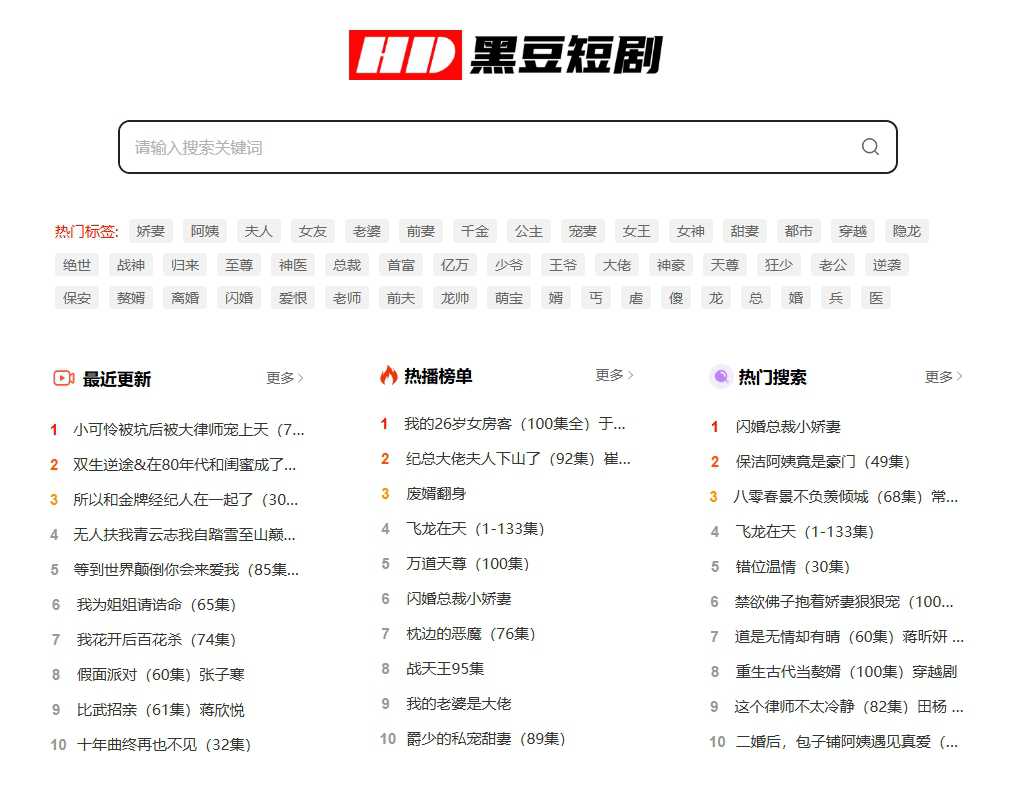 HD 黑豆短剧
请输入搜索关键词
热门标签: 娇妻 阿姨 夫人 女友 老婆 前妻 千金 公主 宠妻 女王 女神 甜妻 都市 穿越 隐龙
绝世 战神 归来 至尊 神医 总裁 首富 亿万 少爷 王爷 大佬 神豪 天尊 狂少 老公 逆袭
保安 赘婿 离婚 闪婚 爱恨 老师 前夫 龙帅 萌宝 婿 丐 虐 傻 龙 总 婚 兵 医
最近更新 更多
1 小可怜被坑后被大律师宠上天（7...
2 双生逆途&在80年代和闺蜜成了...
3 所以和金牌经纪人在一起了（30...
4 无人扶我青云志我自踏雪至山巅...
5 等到世界颠倒你会来爱我（85集...
6 我为姐姐请诰命（65集）
7 我花开后百花杀（74集）
8 假面派对（60集）张子寒
9 比武招亲（61集）蒋欣悦
10 十年曲终再也不见（32集）
热播榜单 更多
1 我的26岁女房客（100集全）于...
2 纪总大佬夫人下山了（92集）崔...
3 废婿翻身
4 飞龙在天（1-133集）
5 万道天尊（100集）
6 闪婚总裁小娇妻
7 枕边的恶魔（76集）
8 战天王95集
9 我的老婆是大佬
10 爵少的私宠甜妻（89集）
热门搜索 更多
1 闪婚总裁小娇妻
2 保洁阿姨竟是豪门（49集）
3 八零春景不负羡倾城（68集）常...
4 飞龙在天（1-133集）
5 错位温情（30集）
6 禁欲佛子抱着娇妻狠狠宠（100...
7 道是无情却有晴（60集）蒋昕妍 ...
8 重生古代当赘婿（100集）穿越剧
9 这个律师不太冷静（82集）田杨 ...
10 二婚后，包子铺阿姨遇见真爱（...